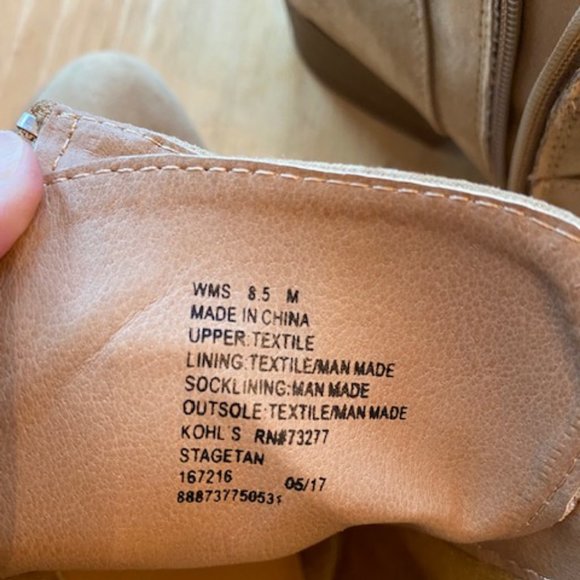 WMS 8.5 M
MADE IN CHINA
UPPER:TEXTILE
LINING:TEXTILE/MAN MADE
SOCKLINING:MAN MADE
OUTSOLE:TEXTILE/MAN MADE
KOHL'S RN#73277
STAGETAN
167216 05/17